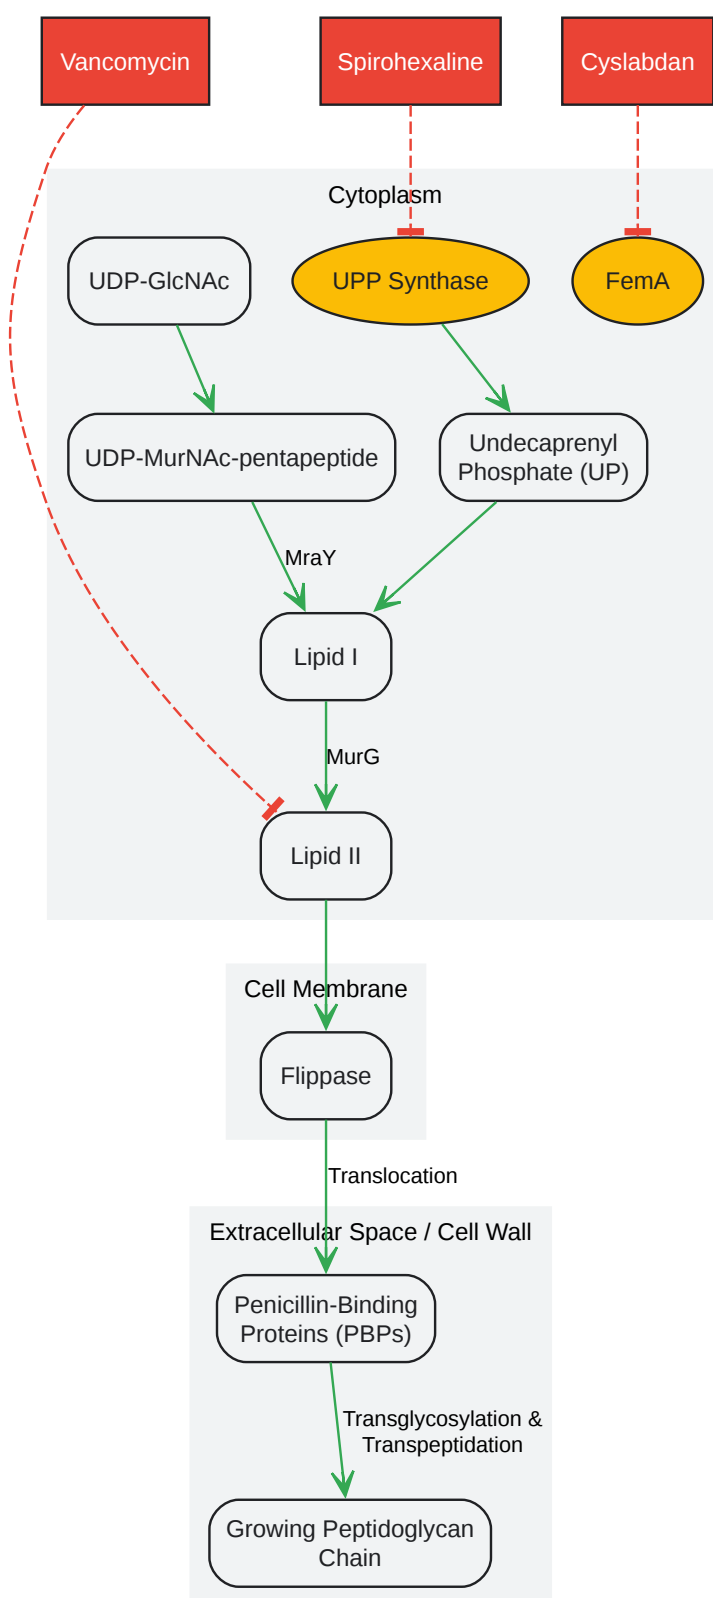 Vancomycin
Spirohexaline
Cyslabdan
Cytoplasm
UDP-GlcNAc
UPP Synthase
FemA
UDP-MurNAc-pentapeptide
Undecaprenyl
Phosphate (UP)
MraY
Lipid I
MurG
Lipid II
Cell Membrane
Flippase
Translocation
Extracellular Space / Cell Wall
Penicillin-Binding
Proteins (PBPs)
Transglycosylation &
Transpeptidation
Growing Peptidoglycan
Chain